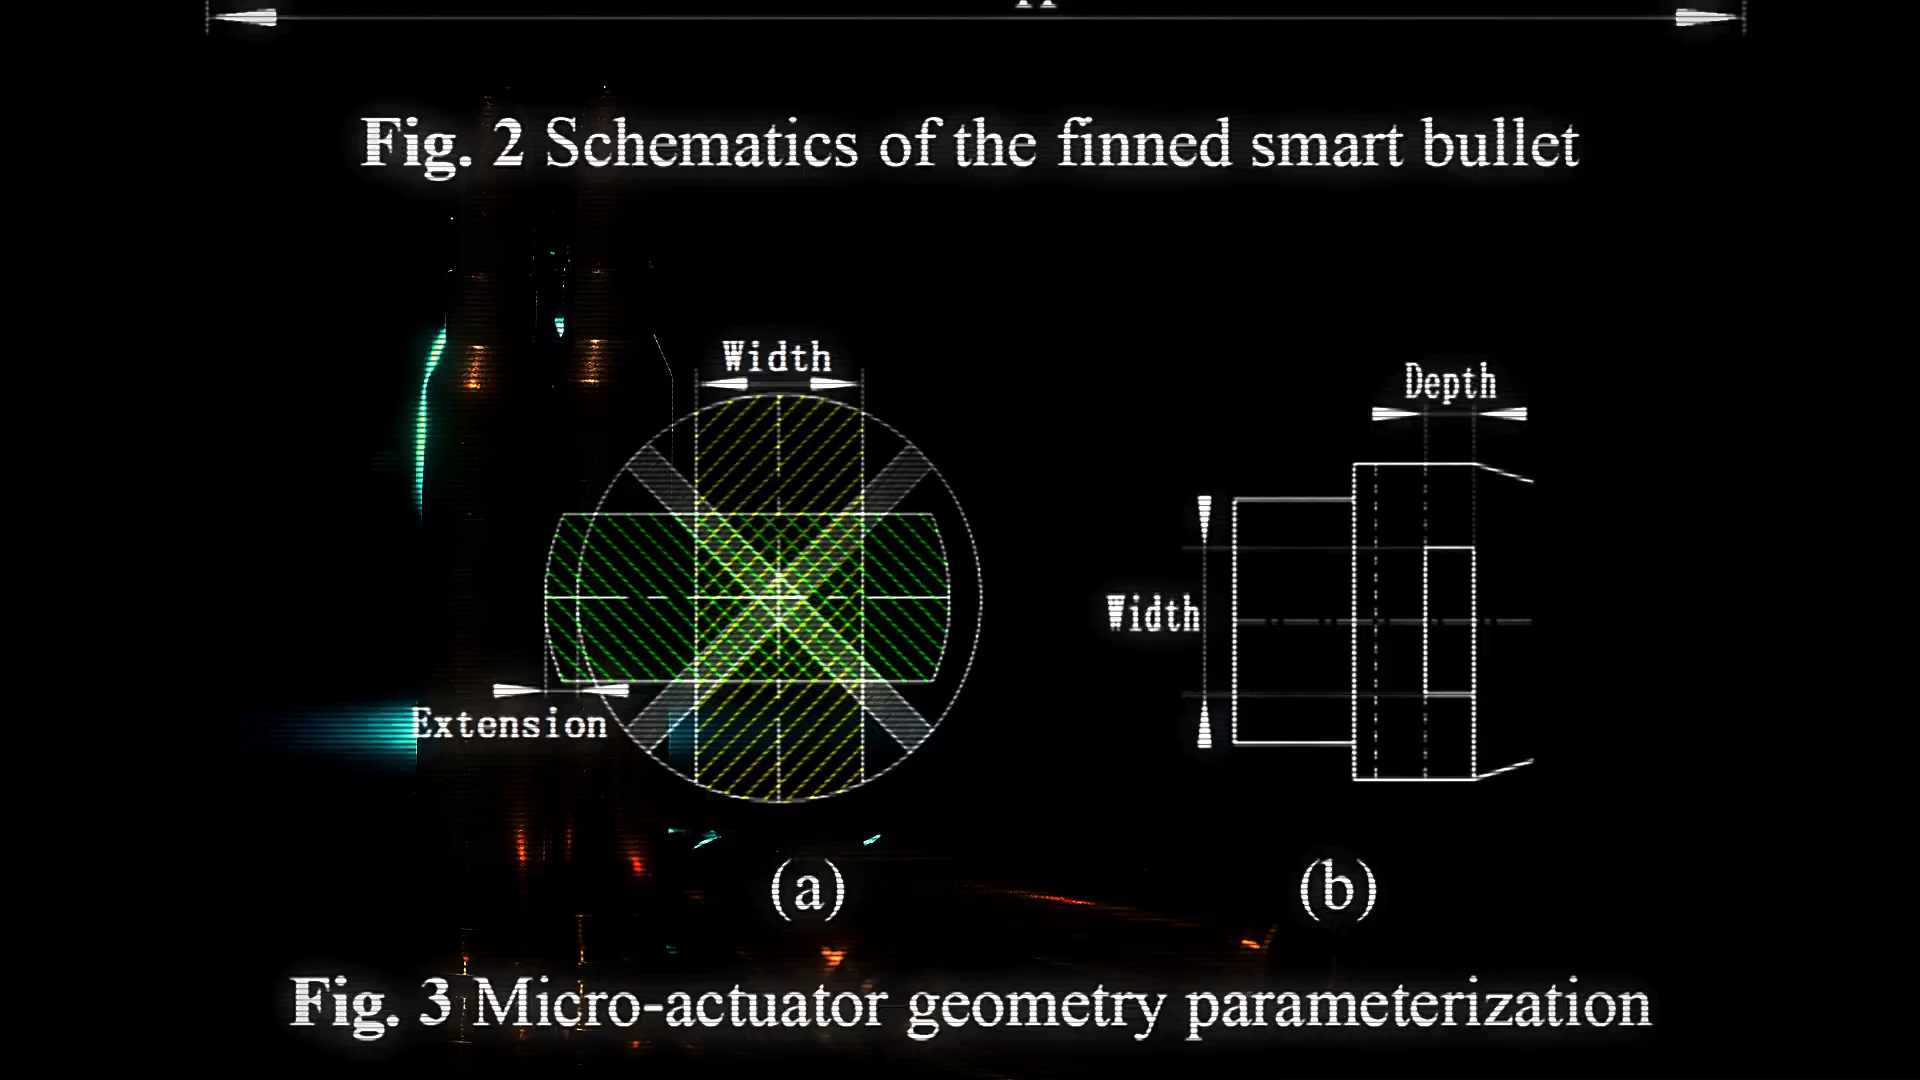 Fig. 2 Schematics of the finned smart bullet
Width
Depth
Width
Extension
(a)
(b)
Fig. 3 Micro-actuator geometry parameterization